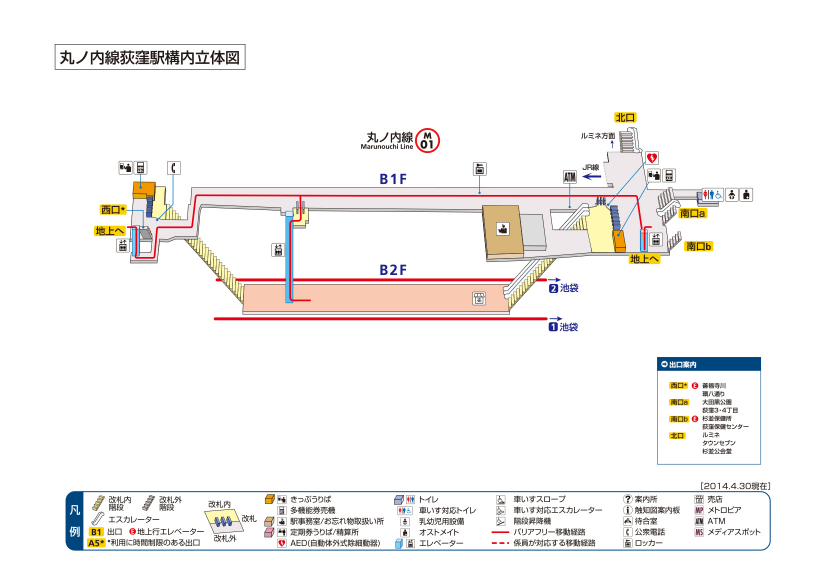 丸ノ内線荻窪駅構内立体図
北口
ルミネ方面
丸ノ内線
Marunouchi Line
M
01
JR線
ATM
B1F
西口*
南口a
地上へ
南口b
地上へ
B2F
2 池袋
1 池袋
出口案内
西口* E 善福寺川
環八通り
南口a 大田黒公園
荻窪3・4丁目
南口b E 杉並保健所
荻窪保健センター
北口 ルミネ
タウンセブン
杉並公会堂
[2014.4.30現在]
凡例
改札内階段
改札外階段
エスカレーター
B1 出口 E 地上行エレベーター
A5* *利用に時間制限のある出口
改札内
改札
改札外
きっぷうりば
多機能券売機
駅事務室/お忘れ物取扱い所
定期券うりば/精算所
AED(自動体外式除細動器)
トイレ
車いす対応トイレ
乳幼児用設備
オストメイト
エレベーター
車いすスロープ
車いす対応エスカレーター
階段昇降機
バリアフリー移動経路
係員が対応する移動経路
? 案内所
i 触知図案内板
待合室
公衆電話
ロッカー
売店
MP メトロピア
ATM ATM
MS メディアスポット